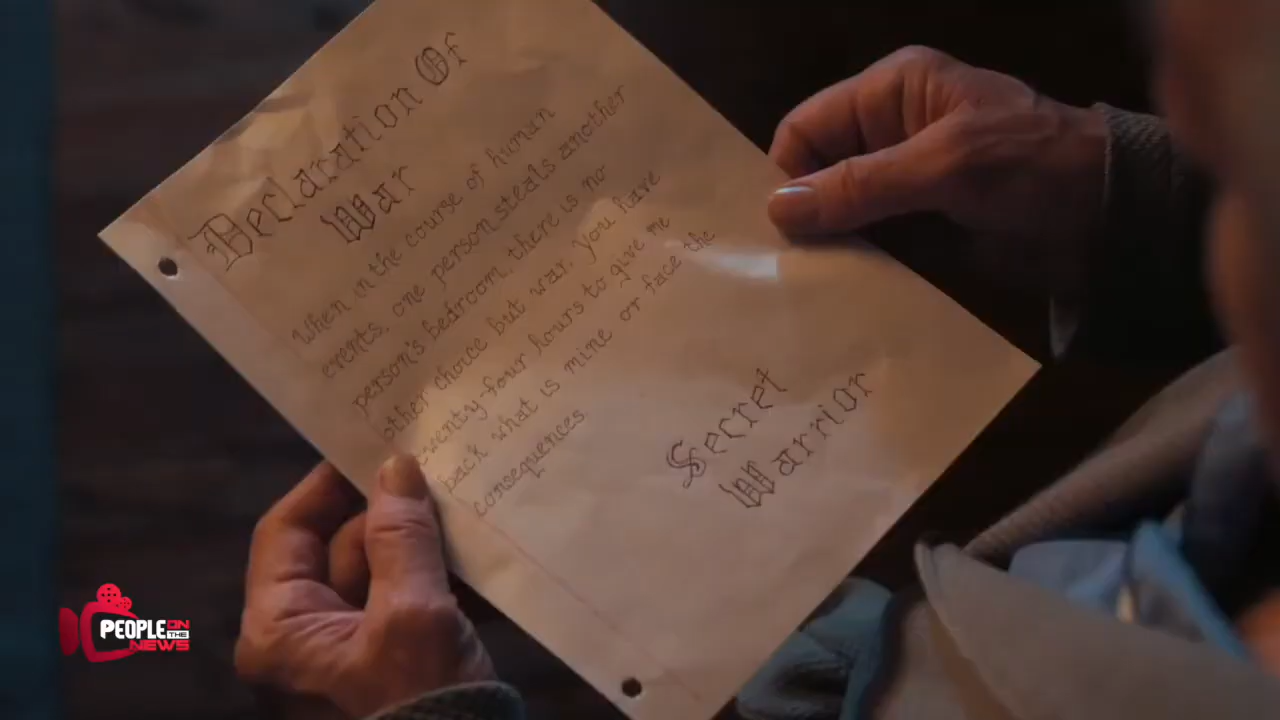 Declaration Of
War
When in the course of human
events, one person steals another
person's bedroom, there is no
other choice but war. You have
twenty-four hours to give me
back what is mine or face the
consequences.
Secret
Warrior
PEOPLE ON THE NEWS